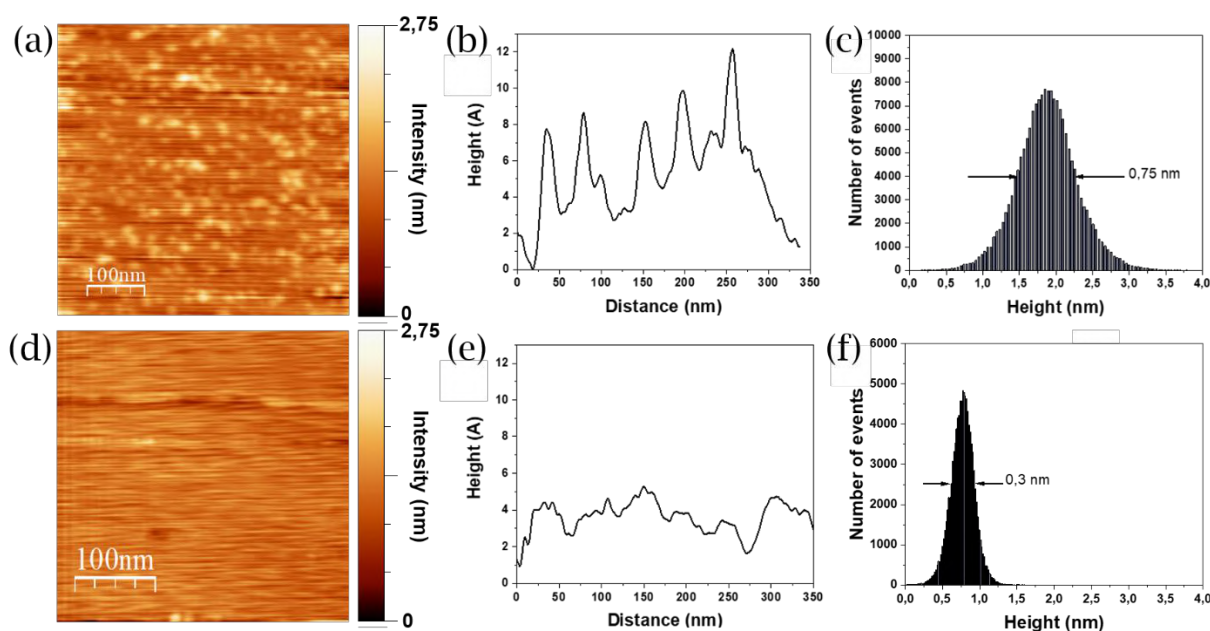 (a)
2,75
Intensity (nm)
0
100nm
(b)
12
10
8
6
4
2
0
Height (A)
0 50 100 150 200 250 300 350
Distance (nm)
(c)
10000
9000
8000
7000
6000
5000
4000
3000
2000
1000
0
Number of events
0,75 nm
0,0 0,5 1,0 1,5 2,0 2,5 3,0 3,5 4,0
Height (nm)
(d)
2,75
Intensity (nm)
0
100nm
(e)
12
10
8
6
4
2
0
Height (A)
0 50 100 150 200 250 300 350
Distance (nm)
(f)
6000
5000
4000
3000
2000
1000
0
Number of events
0,3 nm
0,0 0,5 1,0 1,5 2,0 2,5 3,0 3,5 4,0
Height (nm)